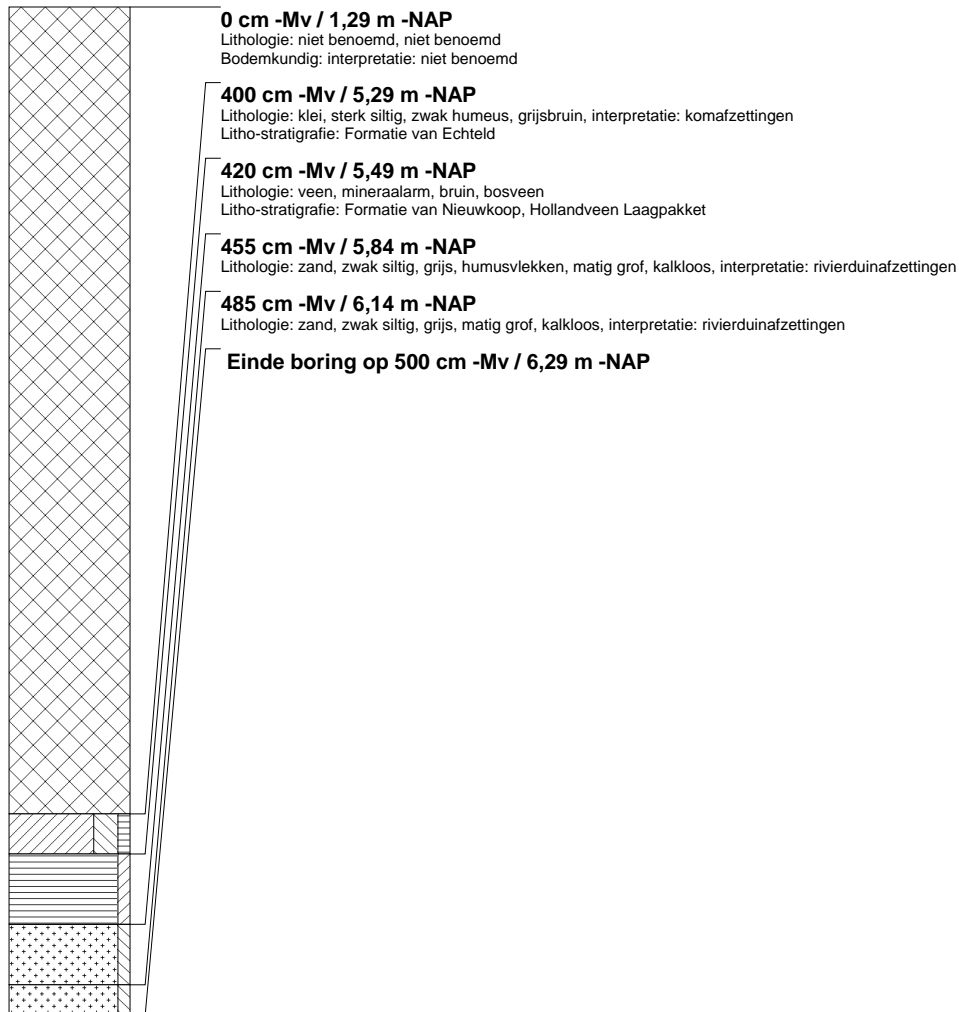 0 cm -Mv / 1,29 m -NAP
Lithologie: niet benoemd, niet benoemd
Bodemkundig: interpretatie: niet benoemd
400 cm -Mv / 5,29 m -NAP
Lithologie: klei, sterk siltig, zwak humeus, grijsbruin, interpretatie: komafzettingen
Litho-stratigrafie: Formatie van Echteld
420 cm -Mv / 5,49 m -NAP
Lithologie: veen, mineraalarm, bruin, bosveen
Litho-stratigrafie: Formatie van Nieuwkoop, Hollandveen Laagpakket
455 cm -Mv / 5,84 m -NAP
Lithologie: zand, zwak siltig, grijs, humusvlekken, matig grof, kalkloos, interpretatie: rivierduinafzettingen
485 cm -Mv / 6,14 m -NAP
Lithologie: zand, zwak siltig, grijs, matig grof, kalkloos, interpretatie: rivierduinafzettingen
Einde boring op 500 cm -Mv / 6,29 m -NAP